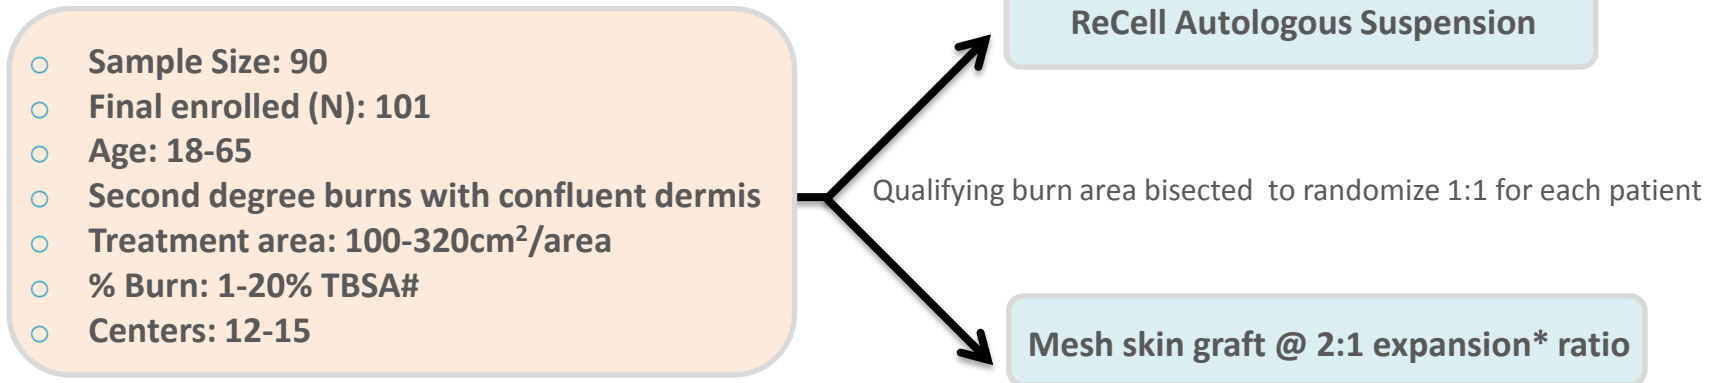 ReCell Autologous Suspension
○ Sample Size: 90
○ Final enrolled (N): 101
○ Age: 18-65
○ Second degree burns with confluent dermis
○ Treatment area: 100-320cm²/area
○ % Burn: 1-20% TBSA#
○ Centers: 12-15
Qualifying burn area bisected to randomize 1:1 for each patient
Mesh skin graft @ 2:1 expansion* ratio